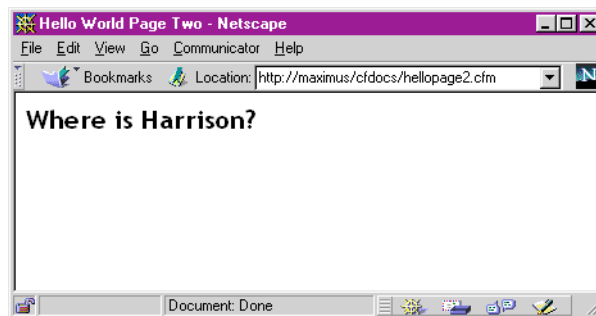 Hello World Page Two - Netscape
File Edit View Go Communicator Help
Bookmarks Location: http://maximus/cfdocs/hellopage2.cfm N
Where is Harrison?
Document: Done